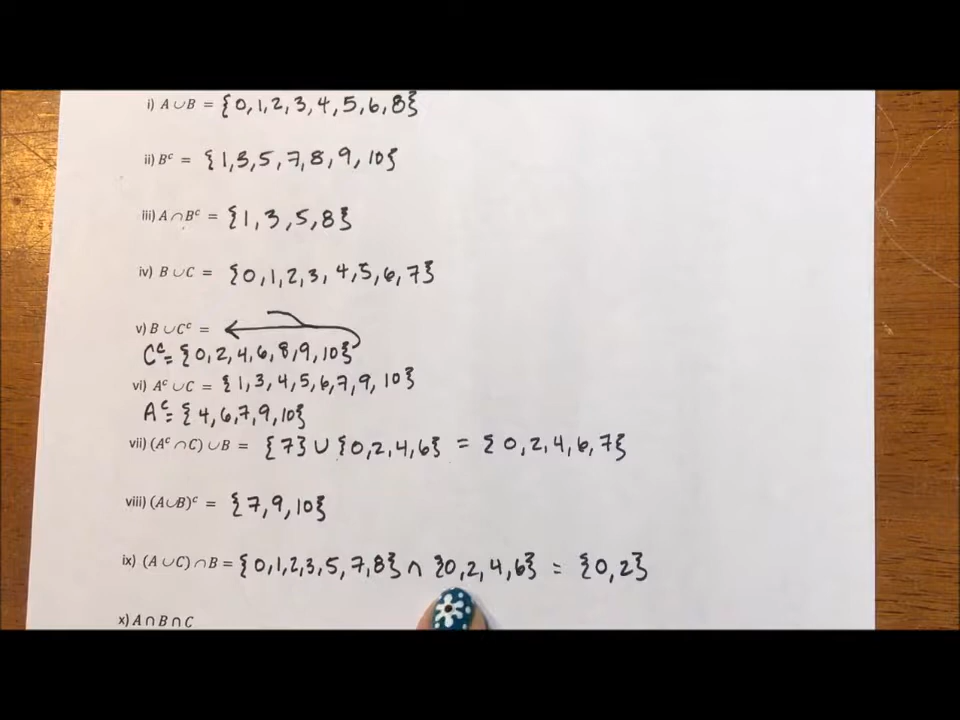 i) A ∪ B = {0,1,2,3,4,5,6,8}
ii) Bᶜ = {1,3,5,7,8,9,10}
iii) A ∩ Bᶜ = {1,3,5,8}
iv) B ∪ C = {0,1,2,3,4,5,6,7}
v) B ∪ Cᶜ =
Cᶜ = {0,2,4,6,8,9,10}
vi) Aᶜ ∪ C = {1,3,4,5,6,7,9,10}
Aᶜ = {4,6,7,9,10}
vii) (Aᶜ ∩ C) ∪ B = {7} ∪ {0,2,4,6} = {0,2,4,6,7}
viii) (A∪B)ᶜ = {7,9,10}
ix) (A ∪ C) ∩ B = {0,1,2,3,5,7,8} ∩ {0,2,4,6} = {0,2}
x) A ∩ B ∩ C